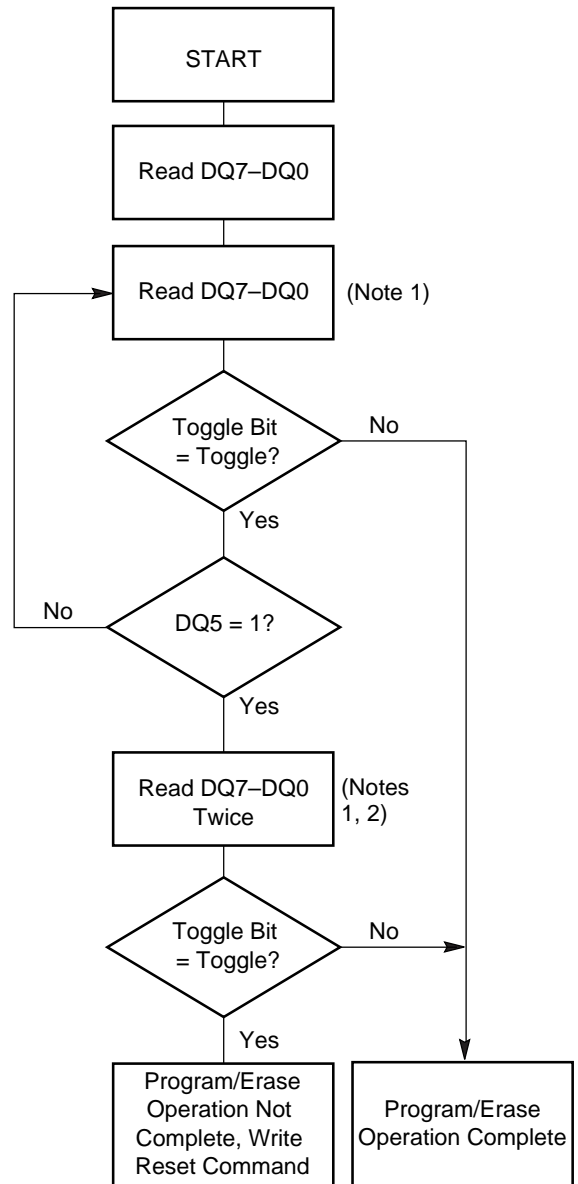 START
Read DQ7–DQ0
Read DQ7–DQ0
(Note 1)
Toggle Bit
= Toggle?
No
Yes
DQ5 = 1?
No
Yes
Read DQ7–DQ0
Twice
(Notes
1, 2)
Toggle Bit
= Toggle?
No
Yes
Program/Erase
Operation Not
Complete, Write
Reset Command
Program/Erase
Operation Complete